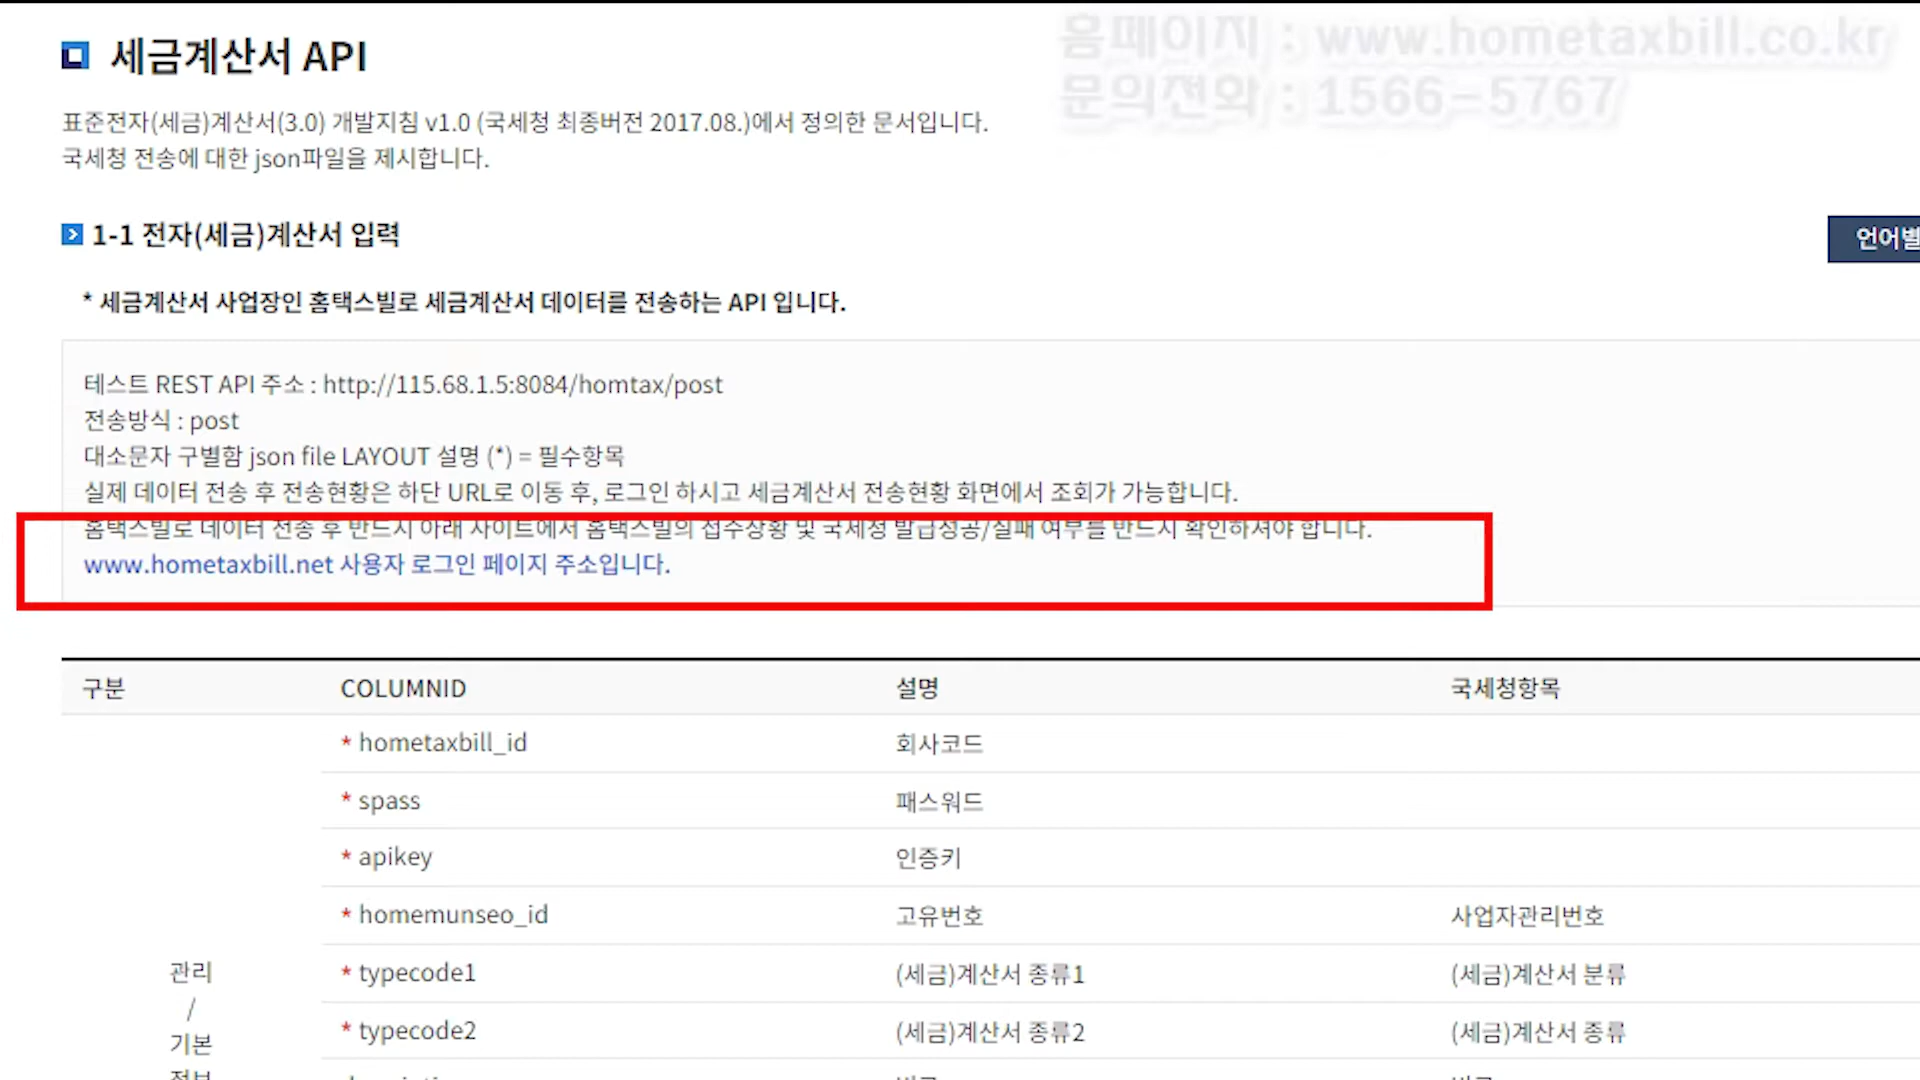 홈페이지 : www.hometaxbill.co.kr
문의전화 : 1566-5767
세금계산서 API
표준전자(세금)계산서(3.0) 개발지침 v1.0 (국세청 최종버전 2017.08.)에서 정의한 문서입니다.
국세청 전송에 대한 json파일을 제시합니다.
1-1 전자(세금)계산서 입력
언어별
* 세금계산서 사업장인 홈택스빌로 세금계산서 데이터를 전송하는 API 입니다.
테스트 REST API 주소 : http://115.68.1.5:8084/homtax/post
전송방식 : post
대소문자 구별함 json file LAYOUT 설명 (*) = 필수항목
실제 데이터 전송 후 전송현황은 하단 URL로 이동 후, 로그인 하시고 세금계산서 전송현황 화면에서 조회가 가능합니다.
홈택스빌로 데이터 전송 후 반드시 아래 사이트에서 홈택스빌의 접수상황 및 국세청 발급성공/실패 여부를 반드시 확인하셔야 합니다.
www.hometaxbill.net 사용자 로그인 페이지 주소입니다.
구분 COLUMNID 설명 국세청항목
* hometaxbill_id 회사코드
* spass 패스워드
* apikey 인증키
* homemunseo_id 고유번호 사업자관리번호
관리
* typecode1 (세금)계산서 종류1 (세금)계산서 분류
/
* typecode2 (세금)계산서 종류2 (세금)계산서 종류
기본